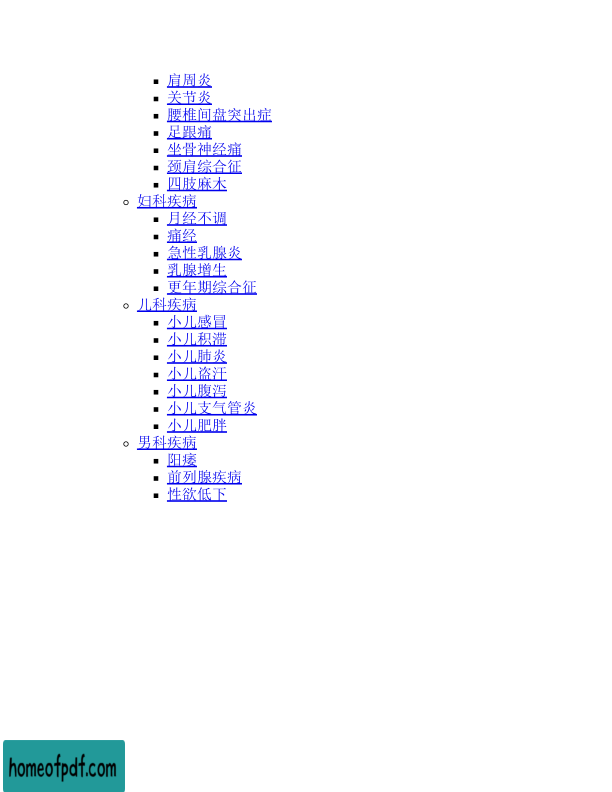 肩周炎
关节炎
腰椎间盘突出症
足跟痛
坐骨神经痛
颈肩综合征
四肢麻木
妇科疾病
月经不调
痛经
急性乳腺炎
乳腺增生
更年期综合征
儿科疾病
小儿感冒
小儿积滞
小儿肺炎
小儿盗汗
小儿腹泻
小儿支气管炎
小儿肥胖
男科疾病
阳痿
前列腺疾病
性欲低下
homeofpdf.com